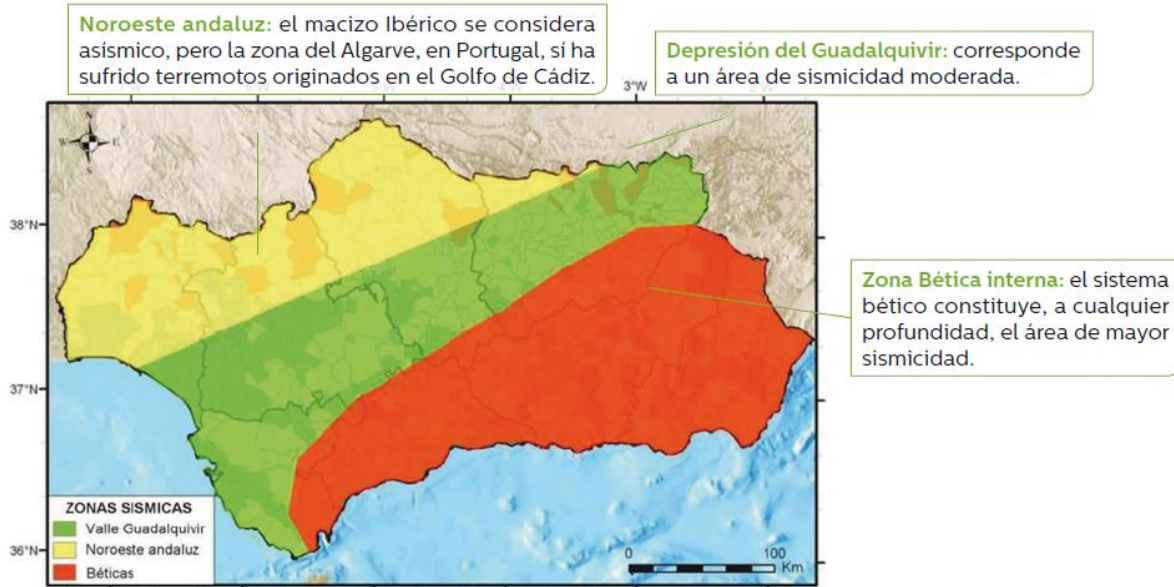 Noroeste andaluz: el macizo Ibérico se considera
asísmico, pero la zona del Algarve, en Portugal, sí ha
sufrido terremotos originados en el Golfo de Cádiz.
Depresión del Guadalquivir: corresponde
a un área de sismicidad moderada.
3°W
N
W E
S
38°N
Zona Bética interna: el sistema
bético constituye, a cualquier
profundidad, el área de mayor
sismicidad.
37°N
ZONAS SÍSMICAS
Valle Guadalquivir
Noroeste andaluz
Béticas
36°N
0 100
Km